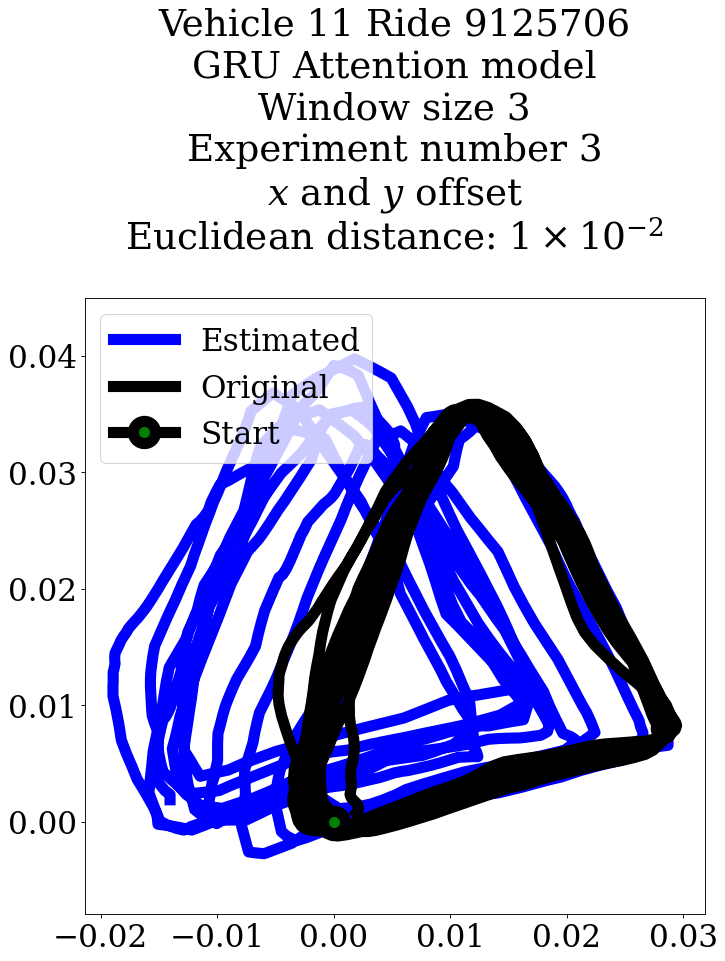 Vehicle 11 Ride 9125706
GRU Attention model
Window size 3
Experiment number 3
x and y offset
Euclidean distance: 1 × 10⁻²
Estimated
Original
Start
0.04
0.03
0.02
0.01
0.00
−0.02 −0.01 0.00 0.01 0.02 0.03